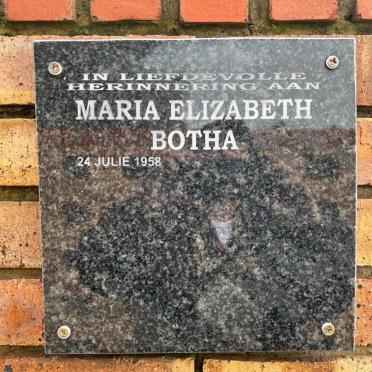 IN LIEFDEVOLLE
HERINNERING AAN
MARIA ELIZABETH
BOTHA
24 JULIE 1958